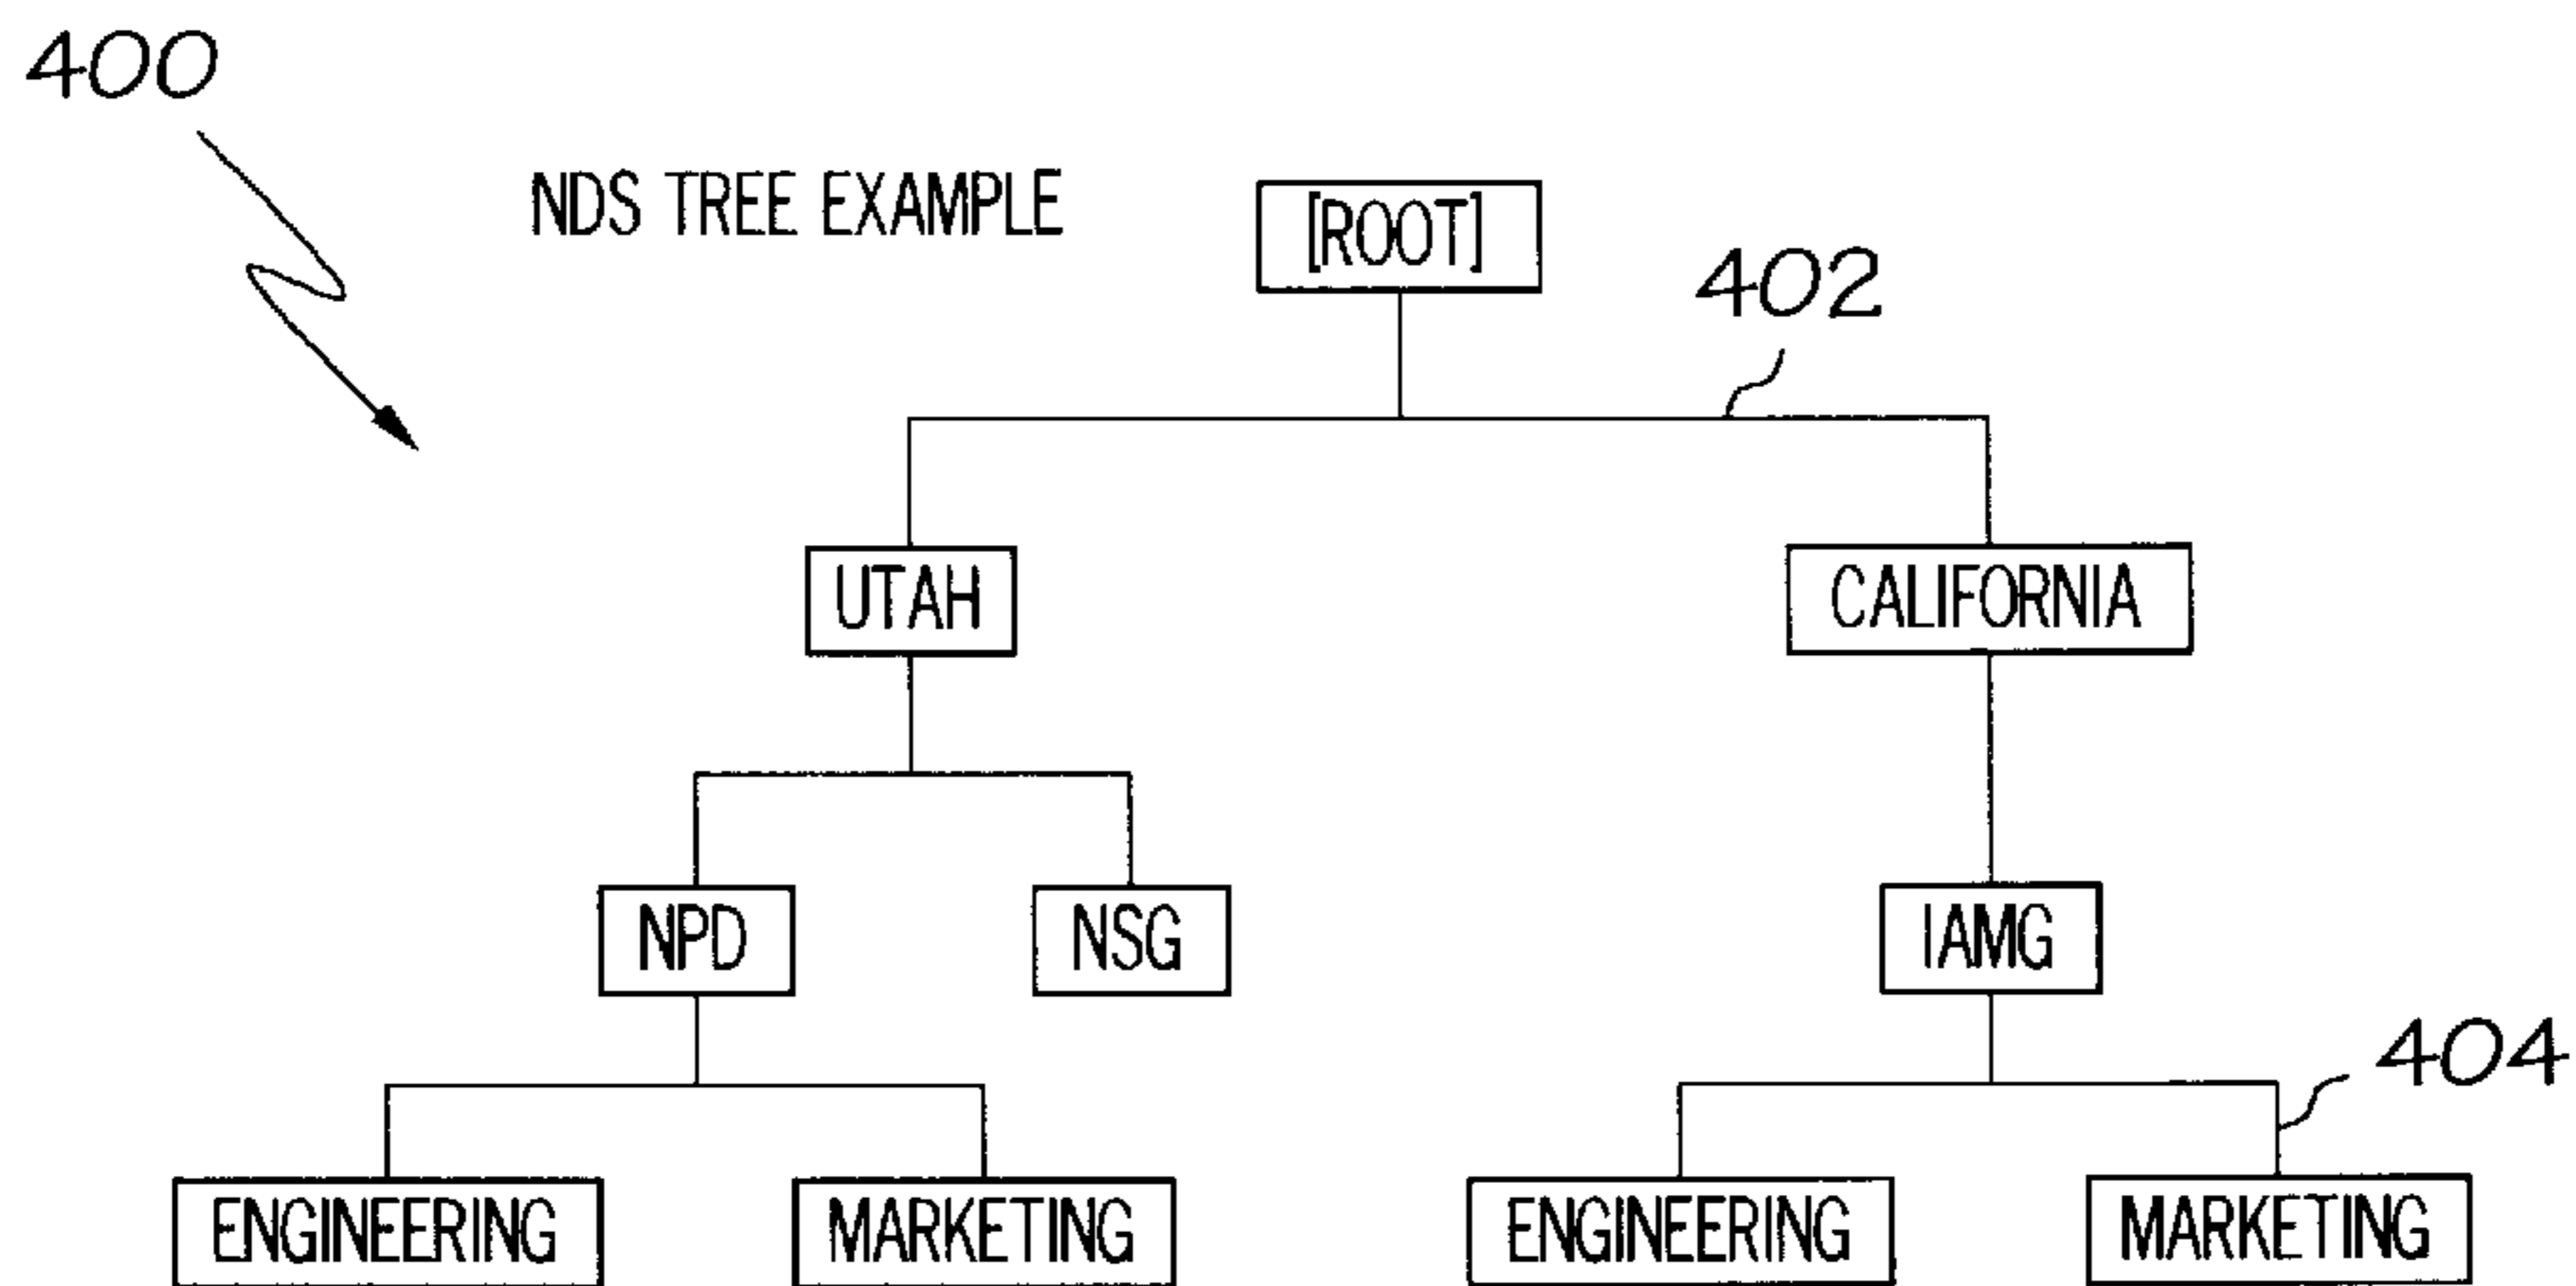 400
NDS TREE EXAMPLE
[ROOT]
402
UTAH
CALIFORNIA
NPD
NSG
IAMG
404
ENGINEERING
MARKETING
ENGINEERING
MARKETING